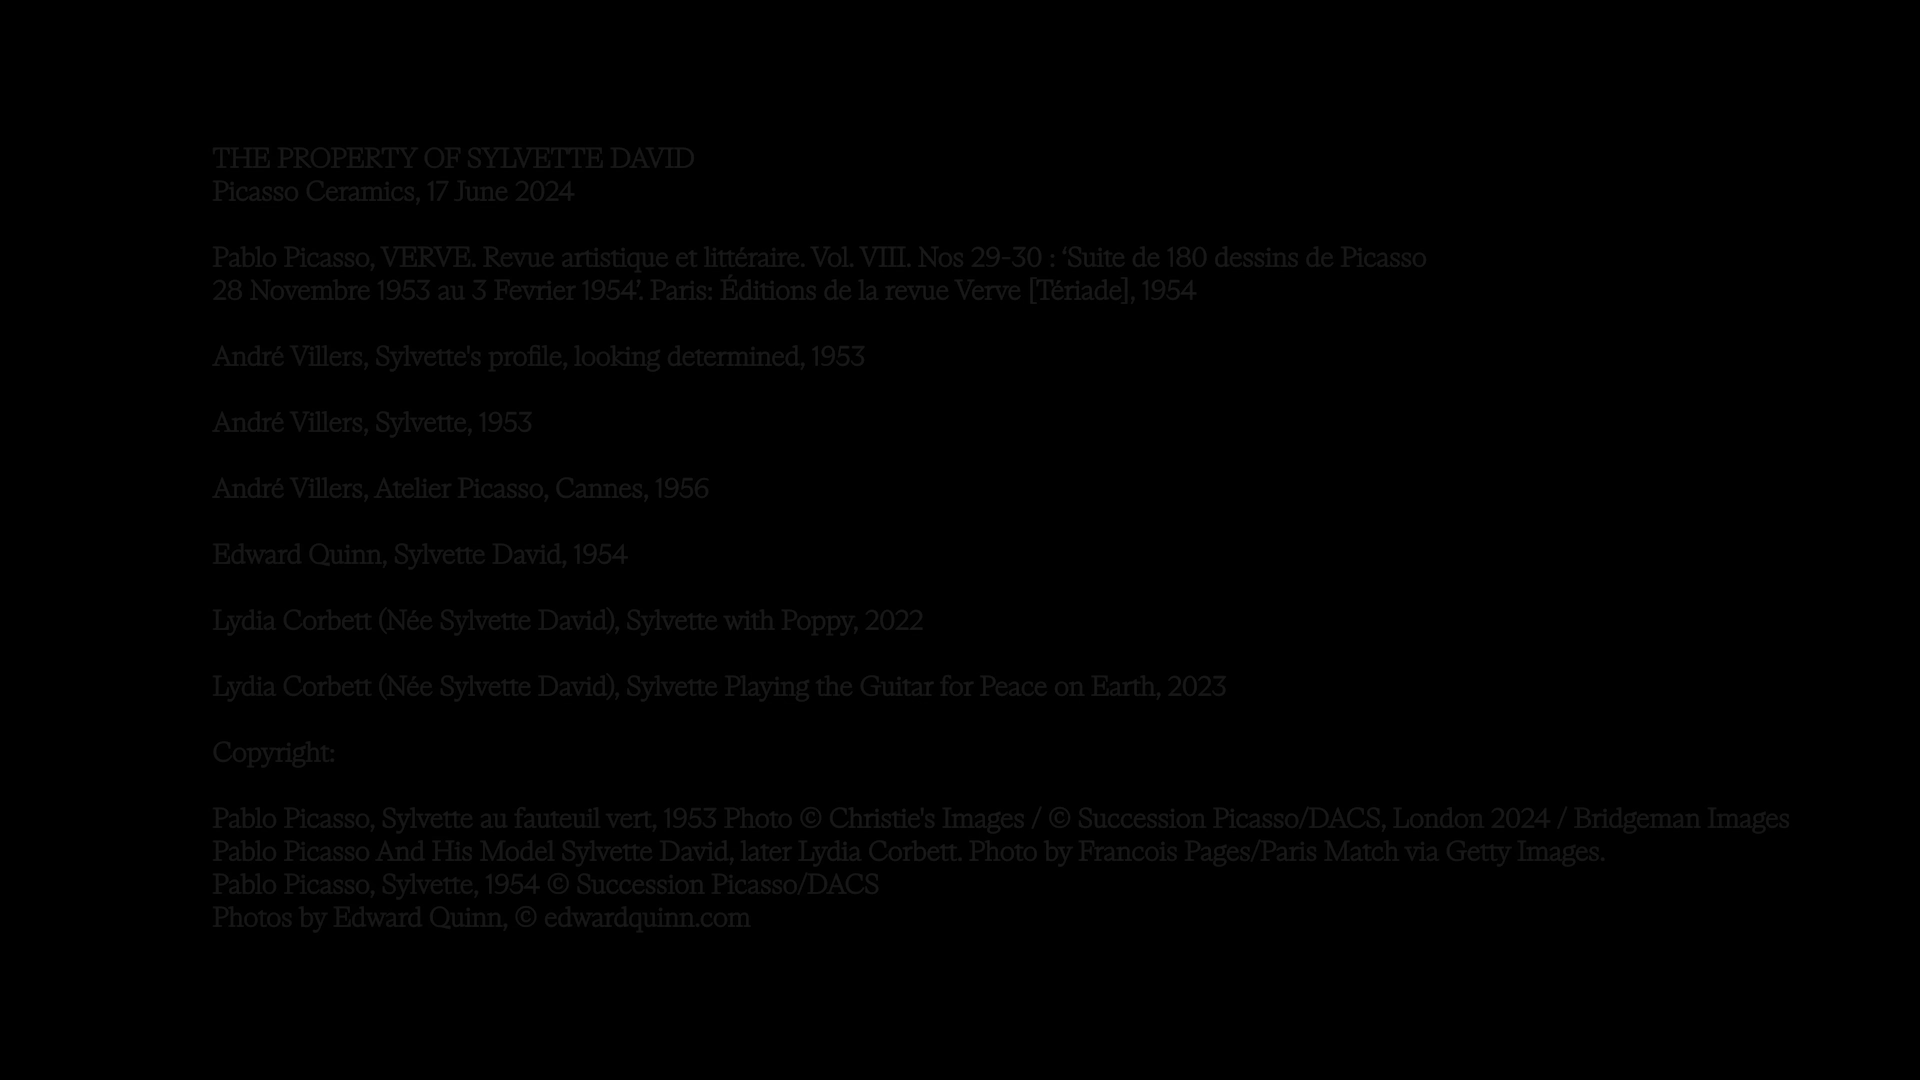 THE PROPERTY OF SYLVETTE DAVID
Picasso Ceramics, 17 June 2024
Pablo Picasso, VERVE. Revue artistique et littéraire. Vol. VIII. Nos 29-30 : ‘Suite de 180 dessins de Picasso
28 Novembre 1953 au 3 Fevrier 1954’. Paris: Éditions de la revue Verve [Tériade], 1954
André Villers, Sylvette's profile, looking determined, 1953
André Villers, Sylvette, 1953
André Villers, Atelier Picasso, Cannes, 1956
Edward Quinn, Sylvette David, 1954
Lydia Corbett (Née Sylvette David), Sylvette with Poppy, 2022
Lydia Corbett (Née Sylvette David), Sylvette Playing the Guitar for Peace on Earth, 2023
Copyright:
Pablo Picasso, Sylvette au fauteuil vert, 1953 Photo © Christie's Images / © Succession Picasso/DACS, London 2024 / Bridgeman Images
Pablo Picasso And His Model Sylvette David, later Lydia Corbett. Photo by Francois Pages/Paris Match via Getty Images.
Pablo Picasso, Sylvette, 1954 © Succession Picasso/DACS
Photos by Edward Quinn, © edwardquinn.com